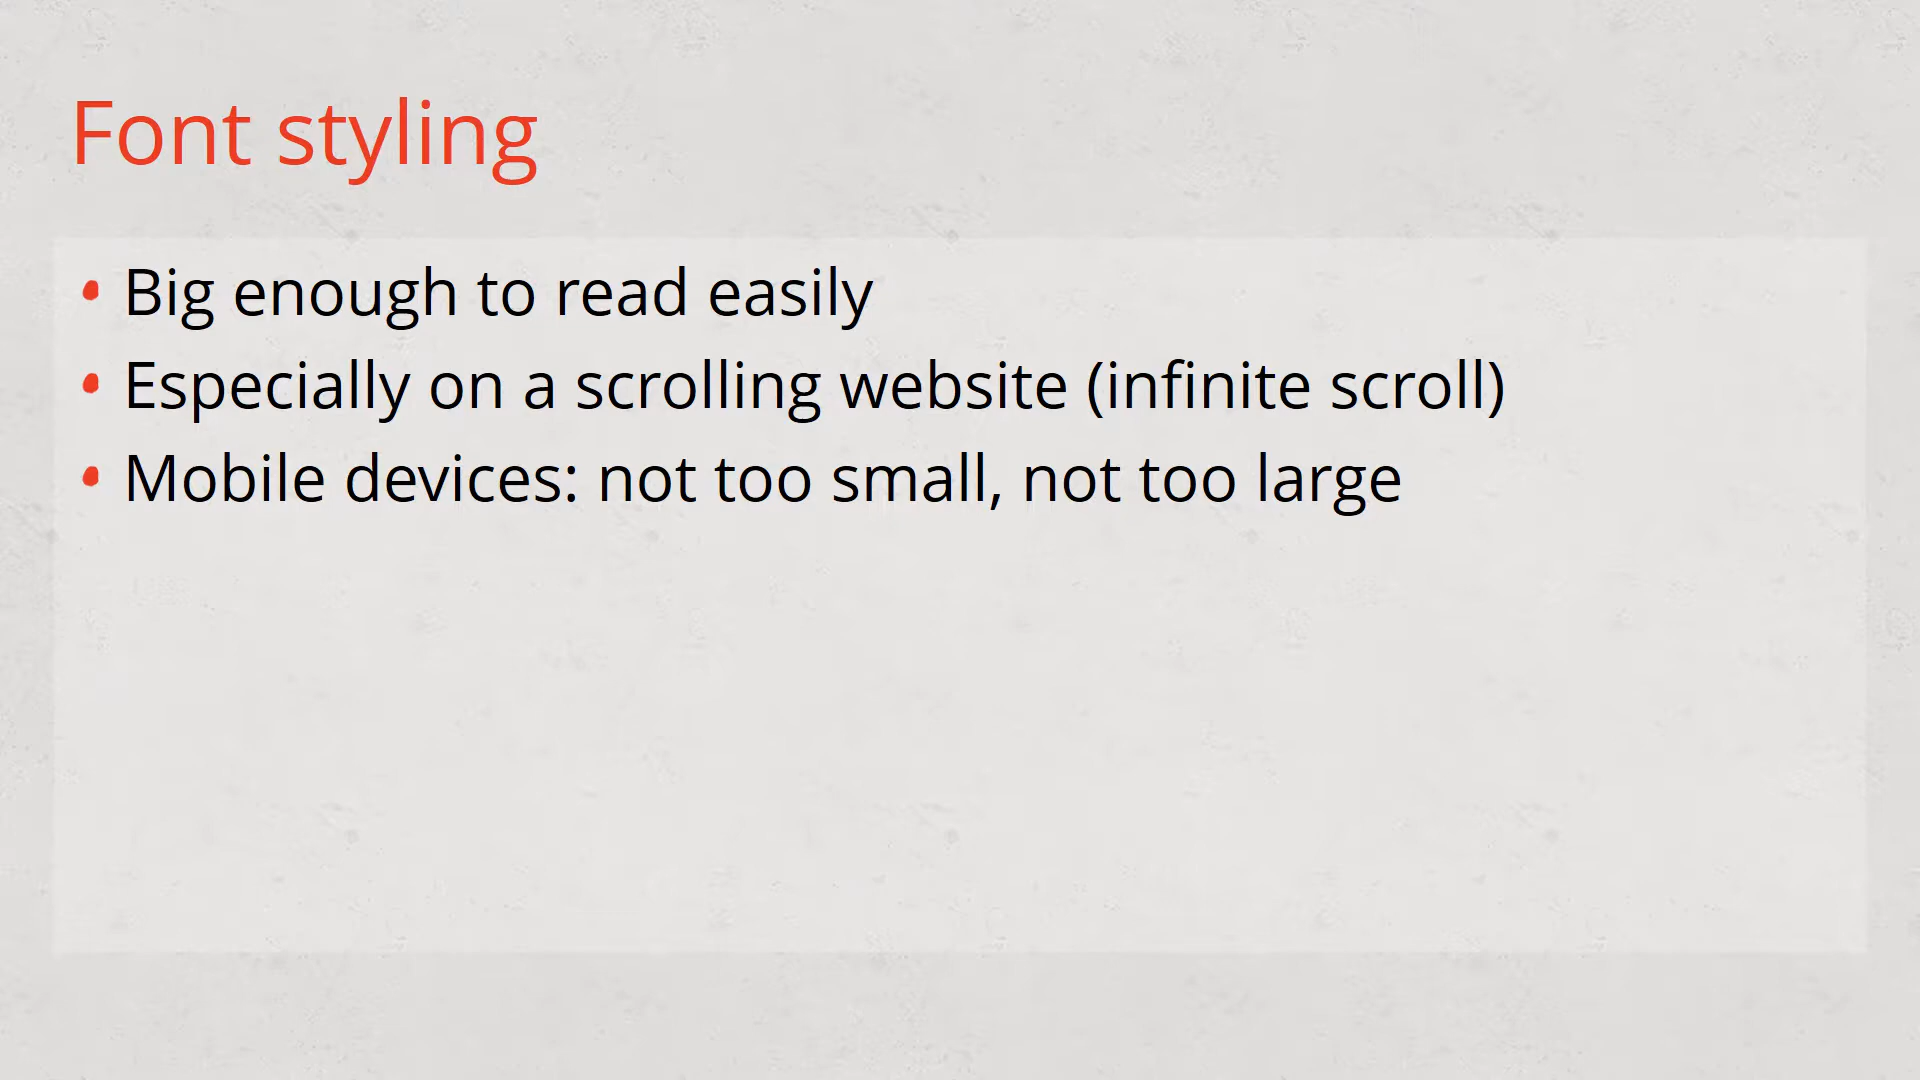 Font styling
• Big enough to read easily
• Especially on a scrolling website (infinite scroll)
• Mobile devices: not too small, not too large